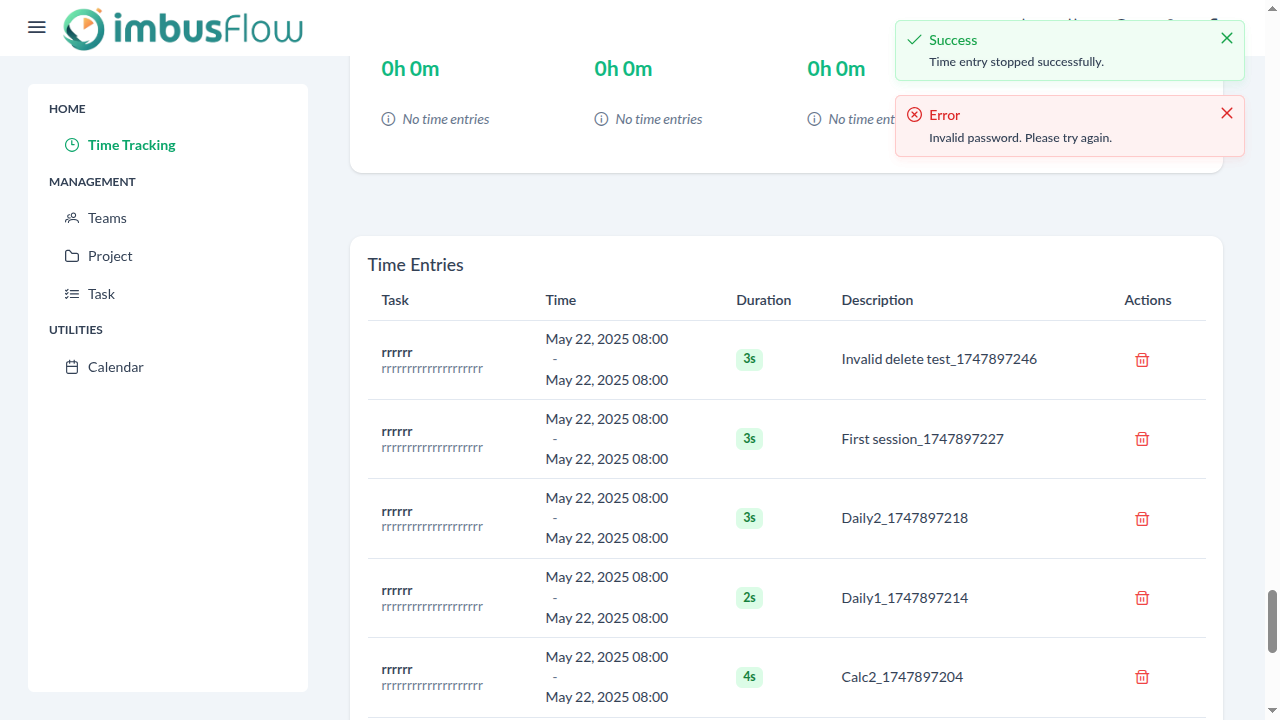 imbusFlow
Success
Time entry stopped successfully.
Error
Invalid password. Please try again.
HOME
Time Tracking
MANAGEMENT
Teams
Project
Task
UTILITIES
Calendar
0h 0m 0h 0m 0h 0m
No time entries No time entries No time ent
Time Entries
Task Time Duration Description Actions
rrrrrr
rrrrrrrrrrrrrrrrrrrr
May 22, 2025 08:00
-
May 22, 2025 08:00
3s
Invalid delete test_1747897246
rrrrrr
rrrrrrrrrrrrrrrrrrrr
May 22, 2025 08:00
-
May 22, 2025 08:00
3s
First session_1747897227
rrrrrr
rrrrrrrrrrrrrrrrrrrr
May 22, 2025 08:00
-
May 22, 2025 08:00
3s
Daily2_1747897218
rrrrrr
rrrrrrrrrrrrrrrrrrrr
May 22, 2025 08:00
-
May 22, 2025 08:00
2s
Daily1_1747897214
rrrrrr
rrrrrrrrrrrrrrrrrrrr
May 22, 2025 08:00
-
May 22, 2025 08:00
4s
Calc2_1747897204